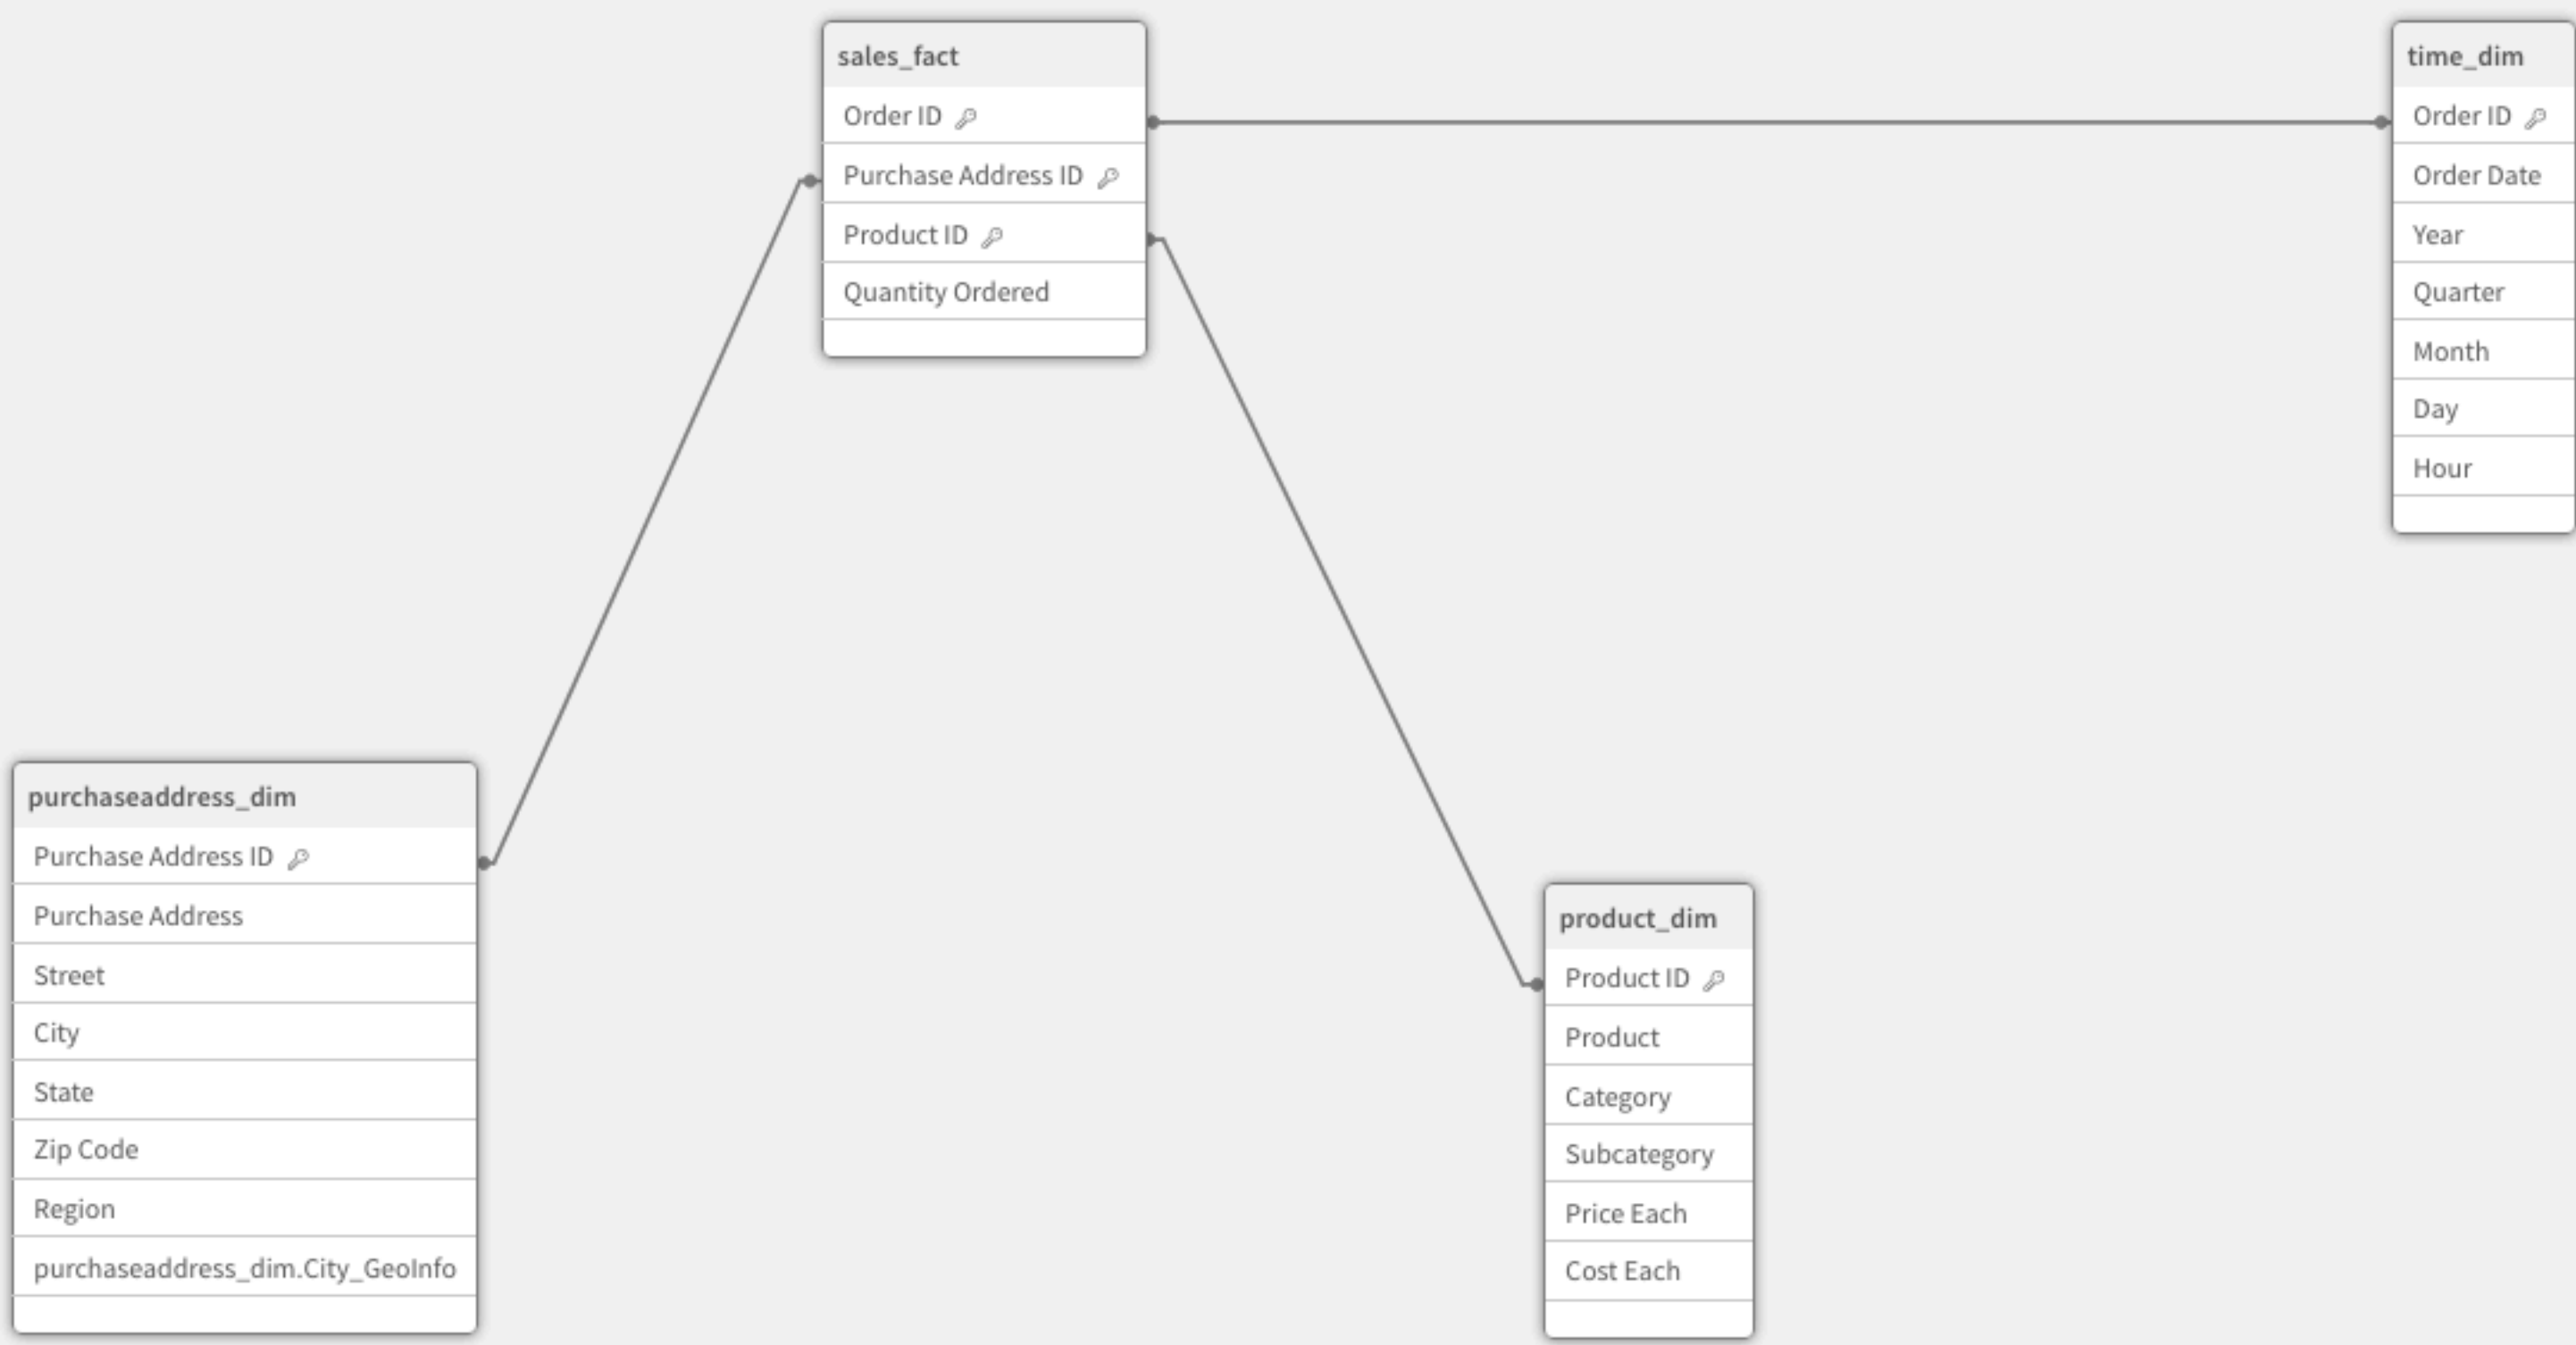 sales_fact
Order ID
Purchase Address ID
Product ID
Quantity Ordered
time_dim
Order ID
Order Date
Year
Quarter
Month
Day
Hour
purchaseaddress_dim
Purchase Address ID
Purchase Address
Street
City
State
Zip Code
Region
purchaseaddress_dim.City_GeoInfo
product_dim
Product ID
Product
Category
Subcategory
Price Each
Cost Each